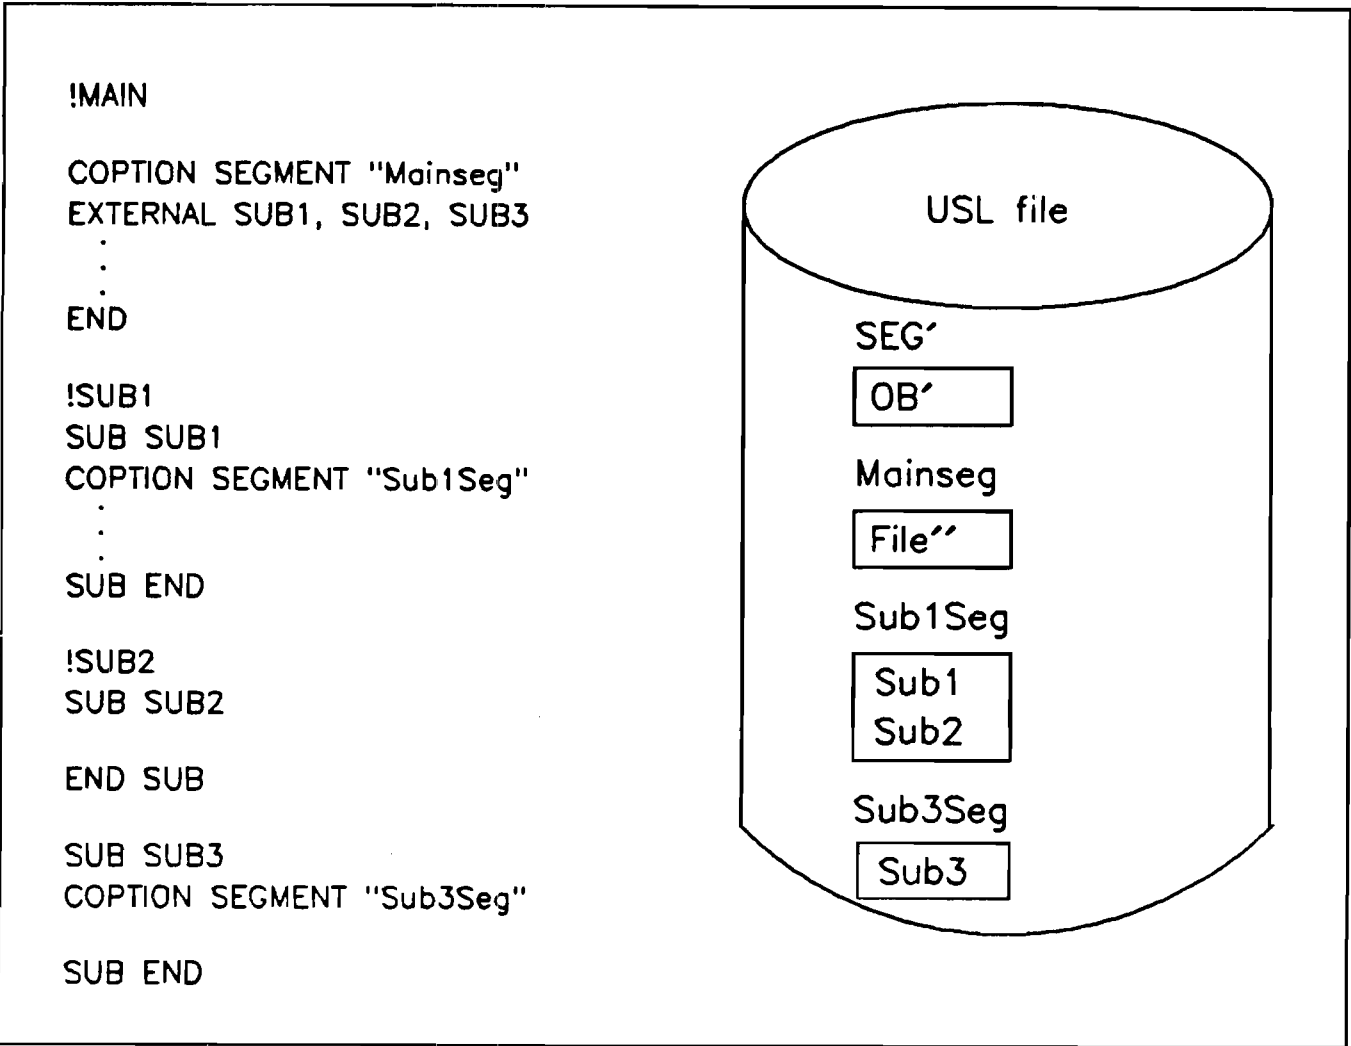 !MAIN
COPTION SEGMENT "Mainseg"
EXTERNAL SUB1, SUB2, SUB3
.
.
.
END
!SUB1
SUB SUB1
COPTION SEGMENT "Sub1Seg"
.
.
.
SUB END
!SUB2
SUB SUB2
END SUB
SUB SUB3
COPTION SEGMENT "Sub3Seg"
SUB END
USL file
SEG′
OB′
Mainseg
File′′
Sub1Seg
Sub1
Sub2
Sub3Seg
Sub3